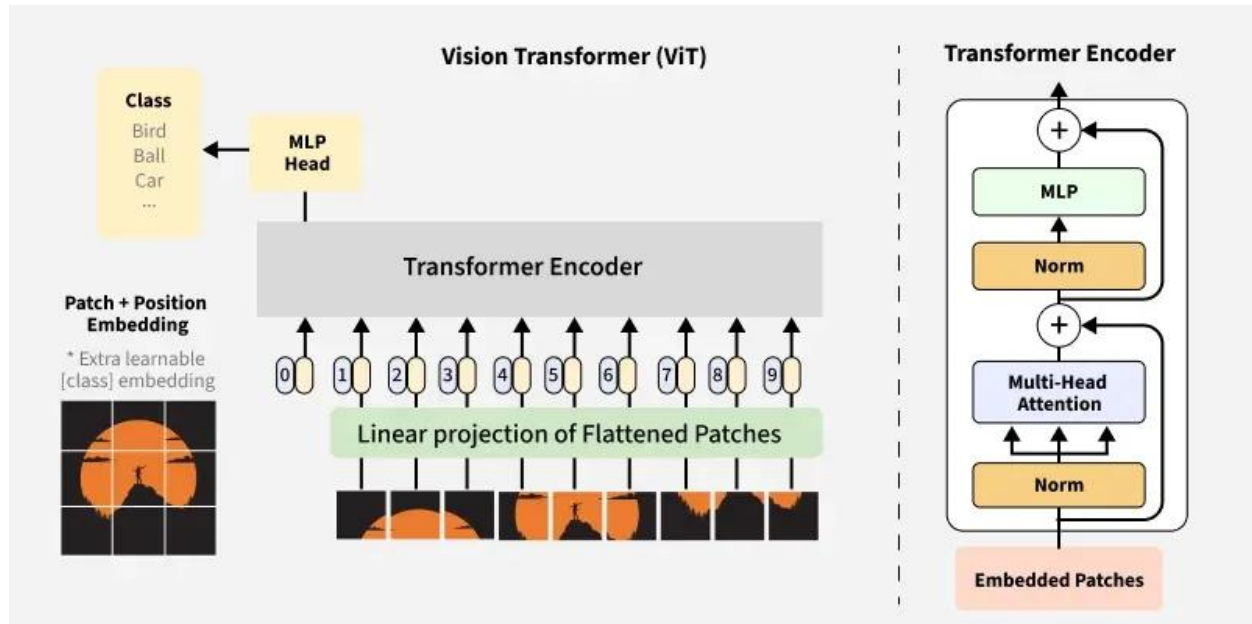 Vision Transformer (ViT)
Class
Bird
Ball
Car
...
MLP
Head
Transformer Encoder
Patch + Position
Embedding
* Extra learnable
[class] embedding
0 1 2 3 4 5 6 7 8 9
Linear projection of Flattened Patches
Transformer Encoder
+
MLP
Norm
+
Multi-Head
Attention
Norm
Embedded Patches